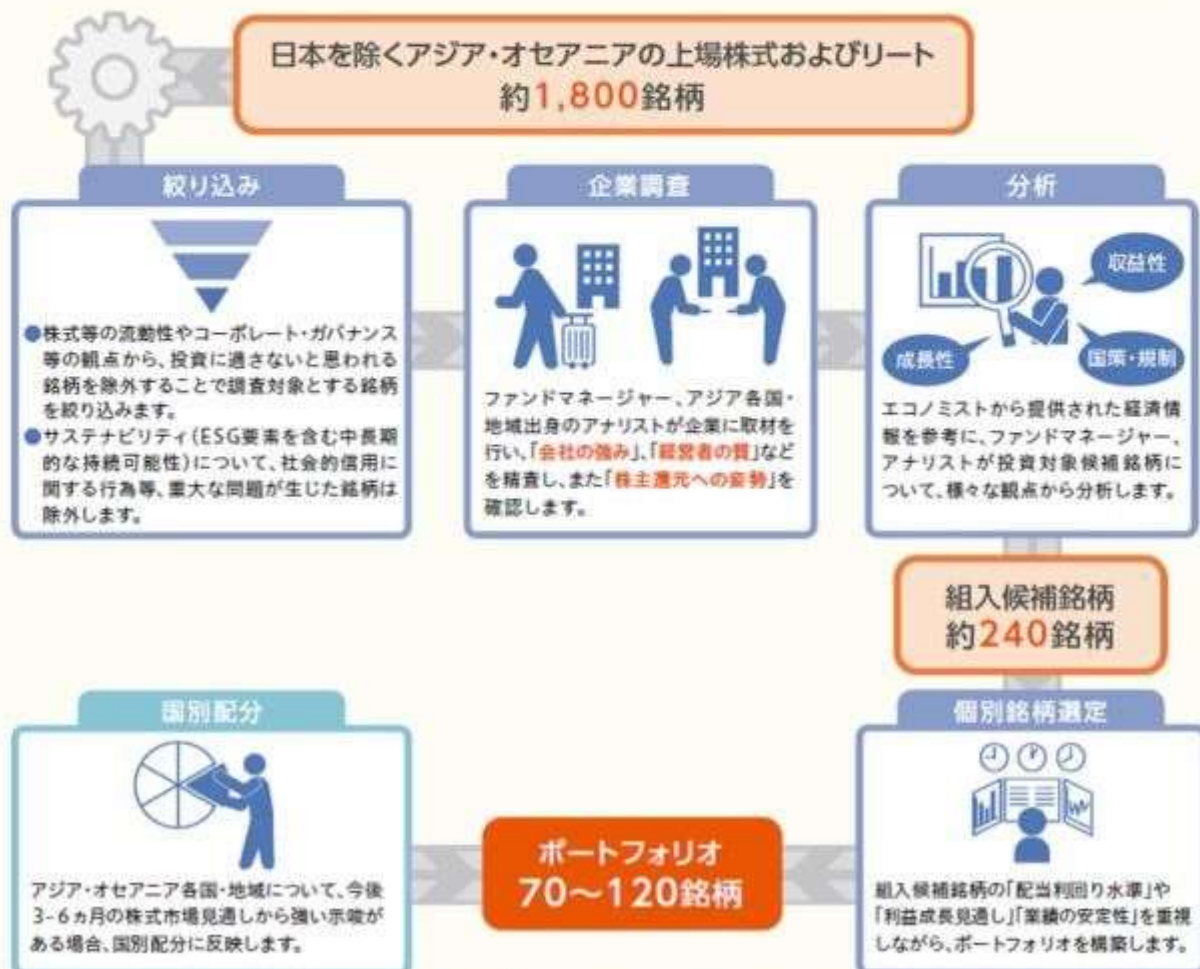 日本を除くアジア・オセアニアの上場株式およびリート
約1,800銘柄
絞り込み
●株式等の流動性やコーポレート・ガバナンス
等の観点から、投資に適さないと思われる
銘柄を除外することで調査対象とする銘柄
を絞り込みます。
●サステナビリティ(ESG要素を含む中長期
的な持続可能性)について、社会的信用に
関する行為等、重大な問題が生じた銘柄は
除外します。
企業調査
ファンドマネージャー、アジア各国・
地域出身のアナリストが企業に取材を
行い、「会社の強み」、「経営者の質」など
を精査し、また「株主還元への姿勢」を
確認します。
分析
収益性
成長性
国策・規制
エコノミストから提供された経済情
報を参考に、ファンドマネージャー、
アナリストが投資対象候補銘柄に
ついて、様々な観点から分析します。
組入候補銘柄
約240銘柄
個別銘柄選定
組入候補銘柄の「配当利回り水準」や
「利益成長見通し」「業績の安定性」を重視
しながら、ポートフォリオを構築します。
ポートフォリオ
70〜120銘柄
国別配分
アジア・オセアニア各国・地域について、今後
3-6ヵ月の株式市場見通しから強い示唆が
ある場合、国別配分に反映します。